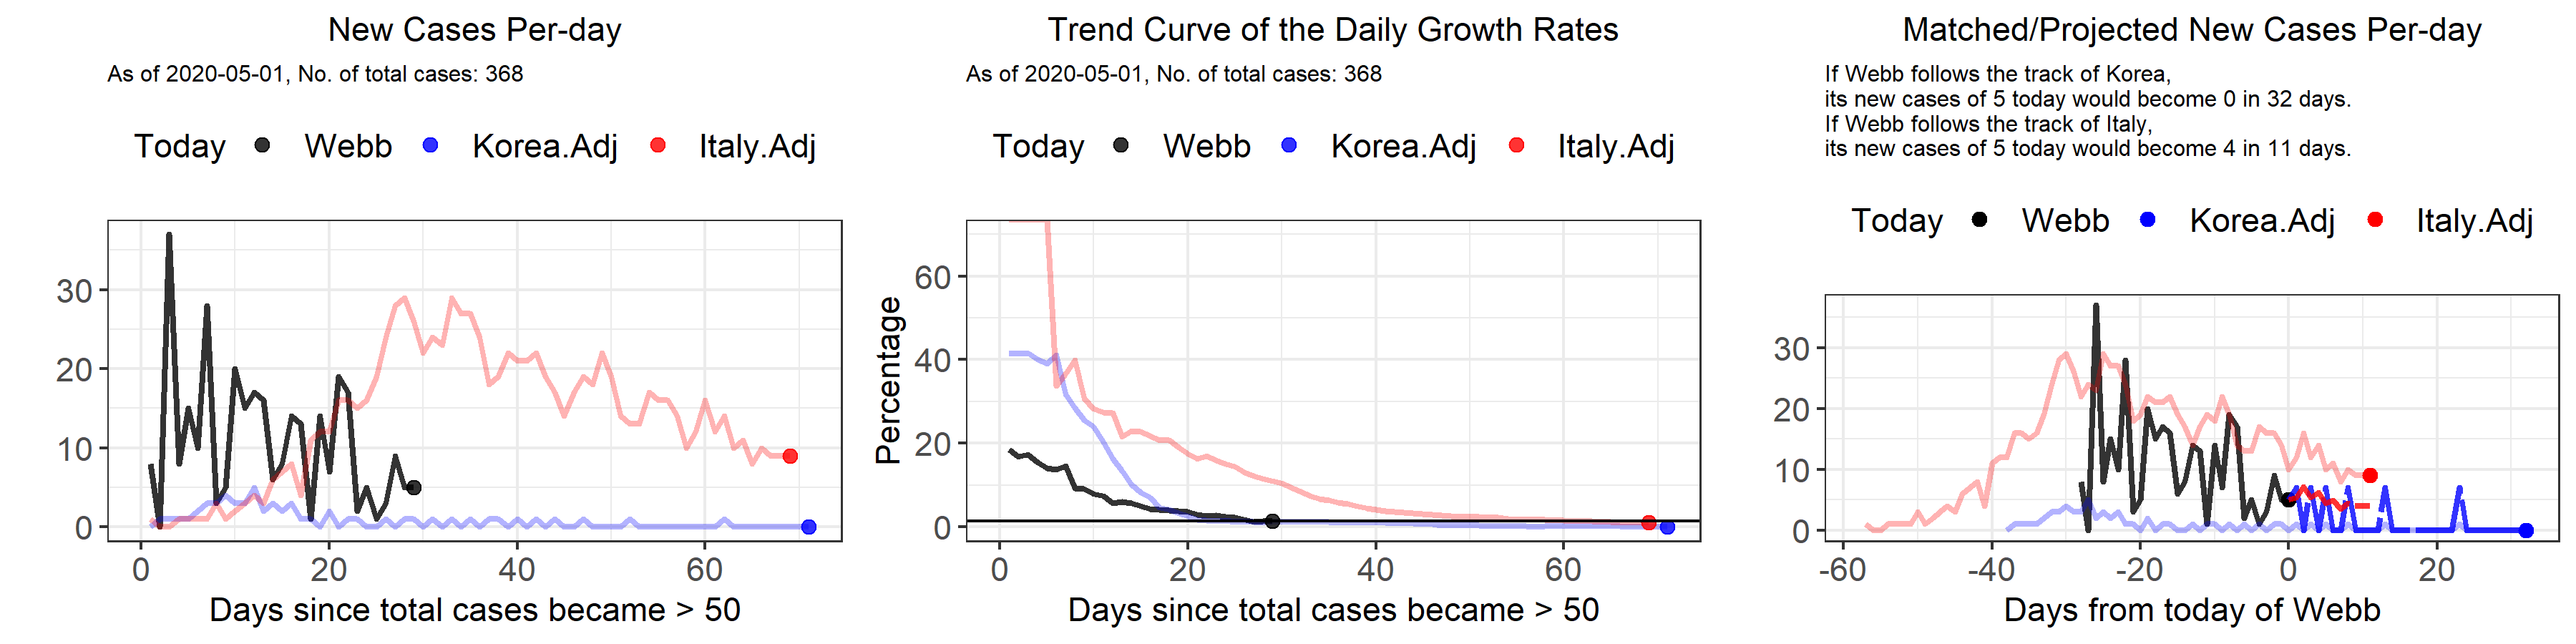 New Cases Per-day
As of 2020-05-01, No. of total cases: 368
Today Webb Korea.Adj Italy.Adj
30
20
10
0
0 20 40 60
Days since total cases became > 50
Trend Curve of the Daily Growth Rates
As of 2020-05-01, No. of total cases: 368
Today Webb Korea.Adj Italy.Adj
Percentage
60
40
20
0
0 20 40 60
Days since total cases became > 50
Matched/Projected New Cases Per-day
If Webb follows the track of Korea,
its new cases of 5 today would become 0 in 32 days.
If Webb follows the track of Italy,
its new cases of 5 today would become 4 in 11 days.
Today Webb Korea.Adj Italy.Adj
30
20
10
0
-60 -40 -20 0 20
Days from today of Webb